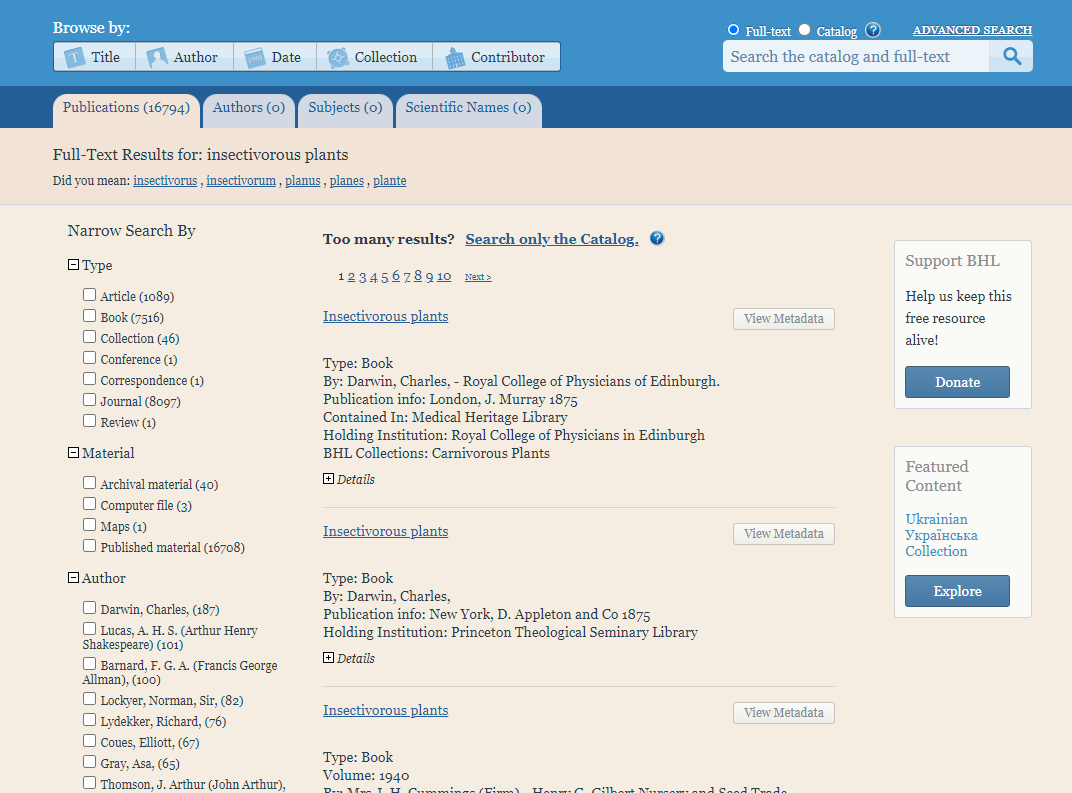 Browse by:
Title
Author
Date
Collection
Contributor
Full-text
Catalog
?
ADVANCED SEARCH
Search the catalog and full-text
Publications (16794)
Authors (0)
Subjects (0)
Scientific Names (0)
Full-Text Results for: insectivorous plants
Did you mean: insectivorus , insectivorum , planus , planes , plante
Narrow Search By
Type
Article (1089)
Book (7516)
Collection (46)
Conference (1)
Correspondence (1)
Journal (8097)
Review (1)
Material
Archival material (40)
Computer file (3)
Maps (1)
Published material (16708)
Author
Darwin, Charles, (187)
Lucas, A. H. S. (Arthur Henry
Shakespeare) (101)
Barnard, F. G. A. (Francis George
Allman), (100)
Lockyer, Norman, Sir, (82)
Lydekker, Richard, (76)
Coues, Elliott, (67)
Gray, Asa, (65)
Thomson, J. Arthur (John Arthur),
Too many results? Search only the Catalog. ?
1 2 3 4 5 6 7 8 9 10 Next >
Insectivorous plants
View Metadata
Type: Book
By: Darwin, Charles, - Royal College of Physicians of Edinburgh.
Publication info: London, J. Murray 1875
Contained In: Medical Heritage Library
Holding Institution: Royal College of Physicians in Edinburgh
BHL Collections: Carnivorous Plants
Details
Insectivorous plants
View Metadata
Type: Book
By: Darwin, Charles,
Publication info: New York, D. Appleton and Co 1875
Holding Institution: Princeton Theological Seminary Library
Details
Insectivorous plants
View Metadata
Type: Book
Volume: 1940
By: Mrs J. H. Cummings (Firm) - Henry G. Gilbert Nursery and Seed Trade
Support BHL
Help us keep this
free resource
alive!
Donate
Featured
Content
Ukrainian
Українська
Collection
Explore